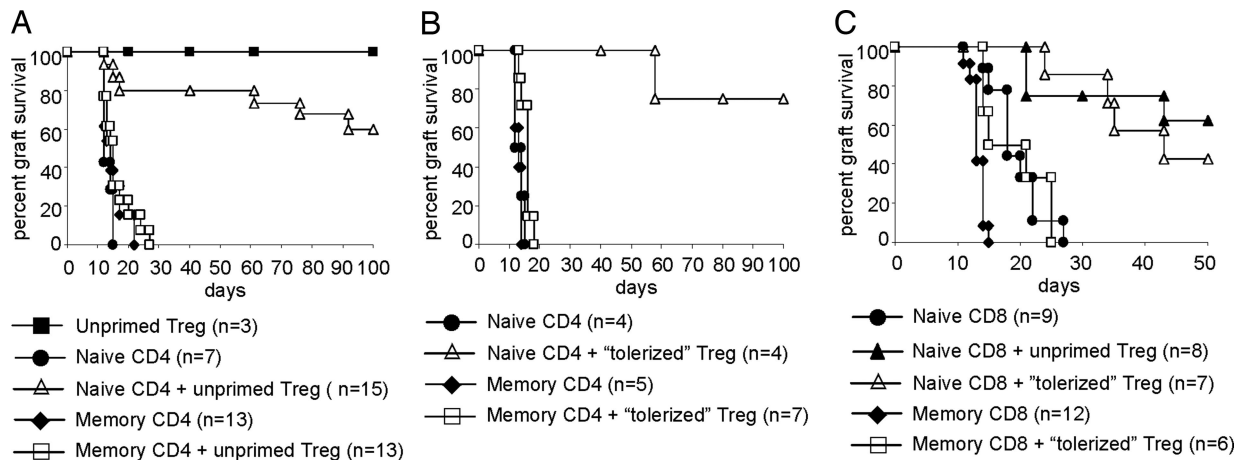 A
percent graft survival
100
80
60
40
20
0
0 10 20 30 40 50 60 70 80 90 100
days
Unprimed Treg (n=3)
Naive CD4 (n=7)
Naive CD4 + unprimed Treg ( n=15)
Memory CD4 (n=13)
Memory CD4 + unprimed Treg (n=13)
B
percent graft survival
100
80
60
40
20
0
0 10 20 30 40 50 60 70 80 90 100
days
Naive CD4 (n=4)
Naive CD4 + “tolerized” Treg (n=4)
Memory CD4 (n=5)
Memory CD4 + “tolerized” Treg (n=7)
C
percent graft survival
100
80
60
40
20
0
0 10 20 30 40 50
days
Naive CD8 (n=9)
Naive CD8 + unprimed Treg (n=8)
Naive CD8 + “tolerized” Treg (n=7)
Memory CD8 (n=12)
Memory CD8 + “tolerized” Treg (n=6)